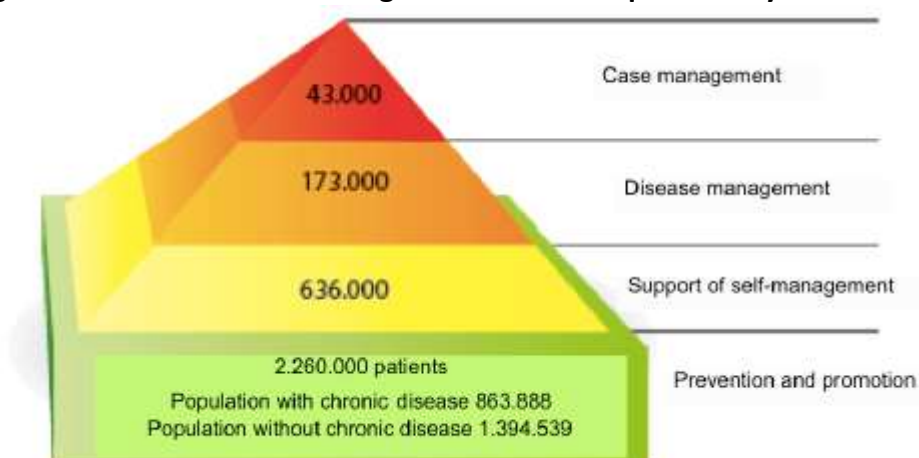 43.000
Case management
173.000
Disease management
636.000
Support of self-management
2.260.000 patients
Population with chronic disease 863.888
Population without chronic disease 1.394.539
Prevention and promotion